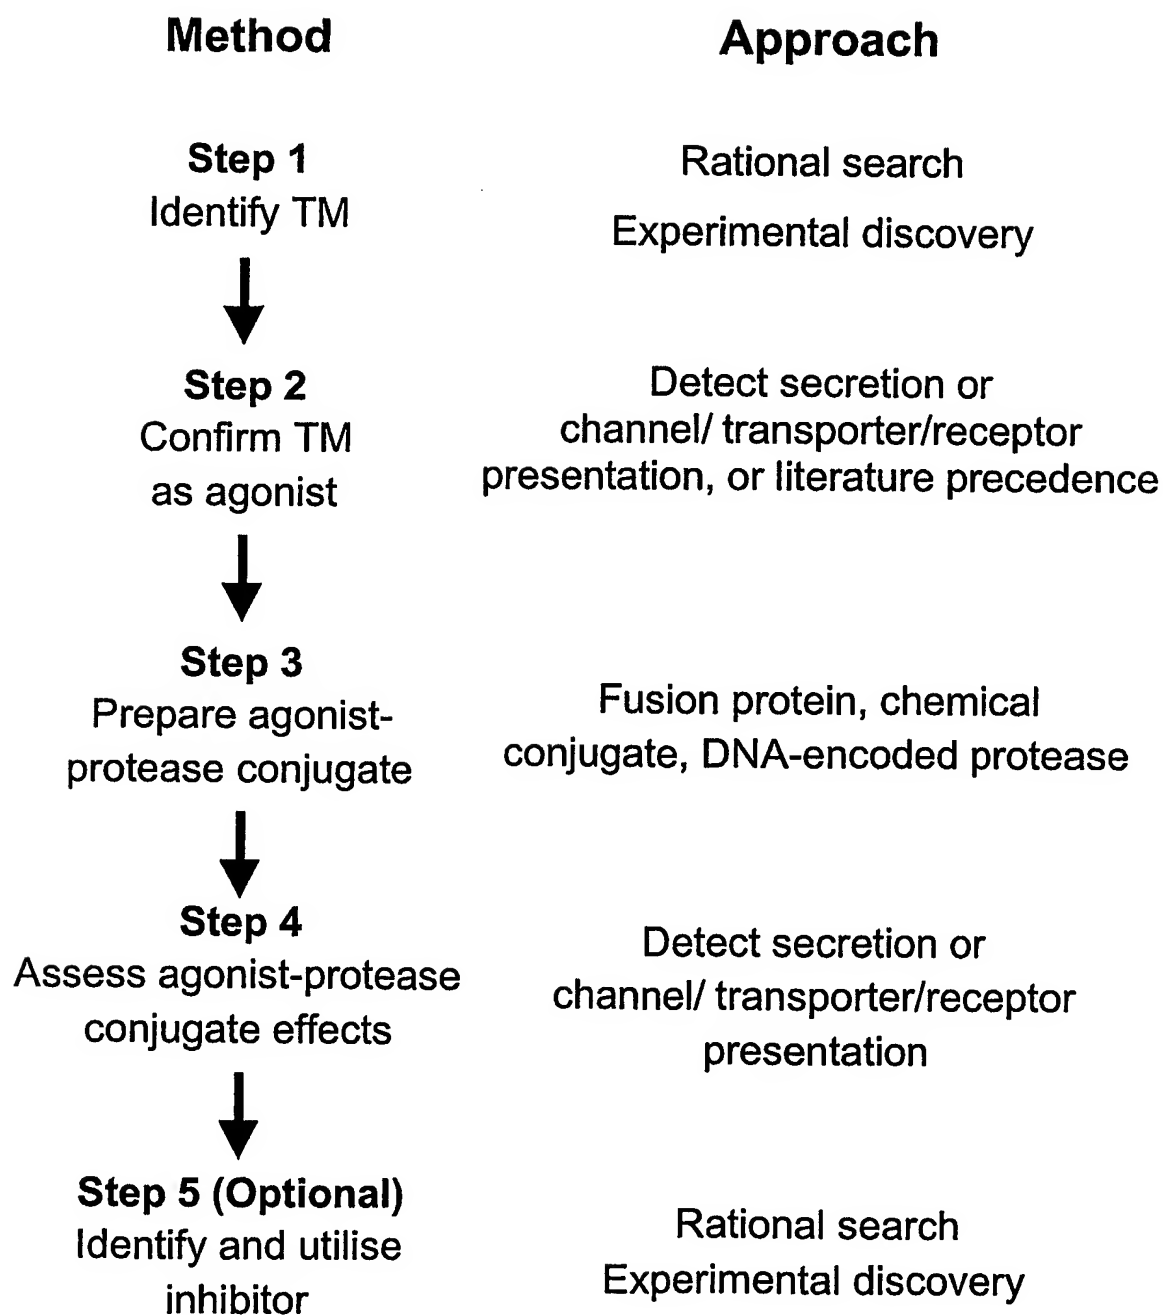 Method
Approach
Step 1
Identify TM
Rational search
Experimental discovery
Step 2
Confirm TM
as agonist
Detect secretion or
channel/ transporter/receptor
presentation, or literature precedence
Step 3
Prepare agonist-
protease conjugate
Fusion protein, chemical
conjugate, DNA-encoded protease
Step 4
Assess agonist-protease
conjugate effects
Detect secretion or
channel/ transporter/receptor
presentation
Step 5 (Optional)
Identify and utilise
inhibitor
Rational search
Experimental discovery